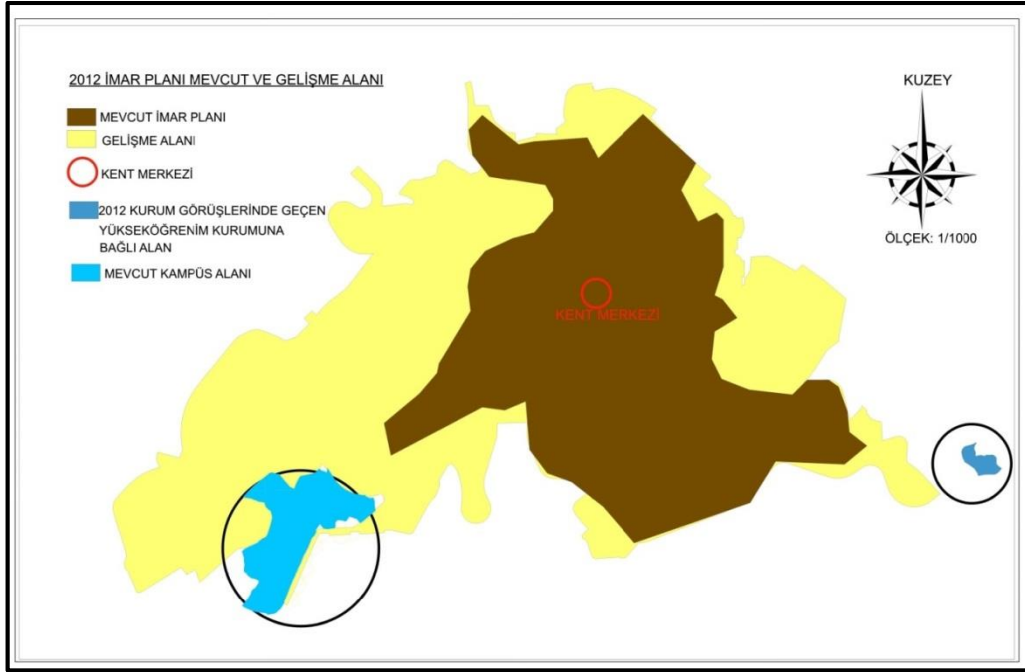 2012 İMAR PLANI MEVCUT VE GELİŞME ALANI
MEVCUT İMAR PLANI
GELİŞME ALANI
KENT MERKEZİ
2012 KURUM GÖRÜŞLERİNDE GEÇEN
YÜKSEKÖĞRENİM KURUMUNA
BAĞLI ALAN
MEVCUT KAMPÜS ALANI
KUZEY
ÖLÇEK: 1/1000
KENT MERKEZİ